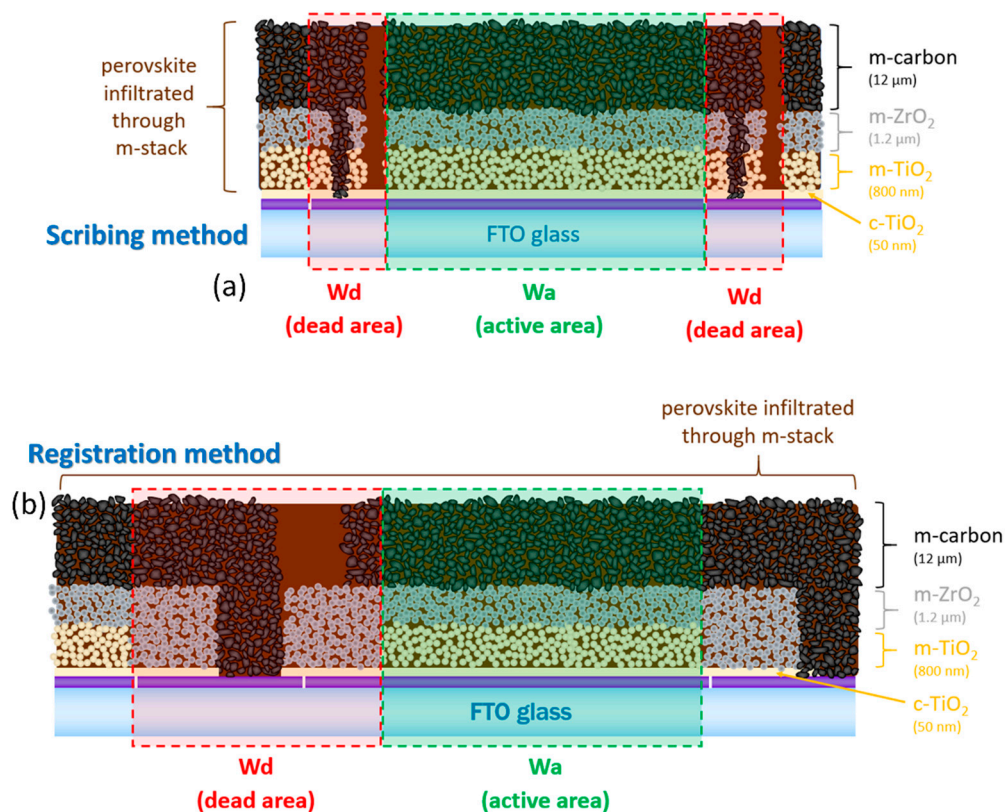 perovskite
infiltrated
through
m-stack
m-carbon
(12 μm)
m-ZrO₂
(1.2 μm)
m-TiO₂
(800 nm)
c-TiO₂
(50 nm)
Scribing method
FTO glass
(a)
Wd
(dead area)
Wa
(active area)
Wd
(dead area)
perovskite infiltrated
through m-stack
Registration method
(b)
m-carbon
(12 μm)
m-ZrO₂
(1.2 μm)
m-TiO₂
(800 nm)
c-TiO₂
(50 nm)
FTO glass
Wd
(dead area)
Wa
(active area)